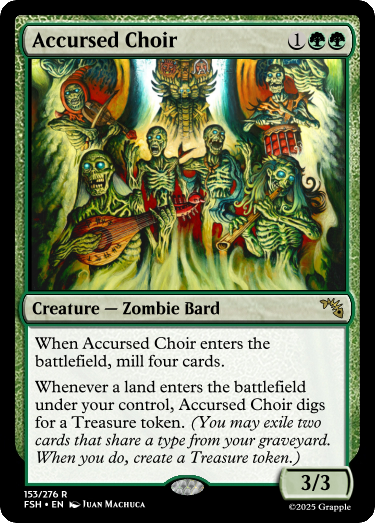 Accursed Choir 1
Creature — Zombie Bard
When Accursed Choir enters the
battlefield, mill four cards.
Whenever a land enters the battlefield
under your control, Accursed Choir digs
for a Treasure token. (You may exile two
cards that share a type from your graveyard.
When you do, create a Treasure token.)
3/3
153/276 R
FSH • EN Juan Machuca
©2025 Grapple